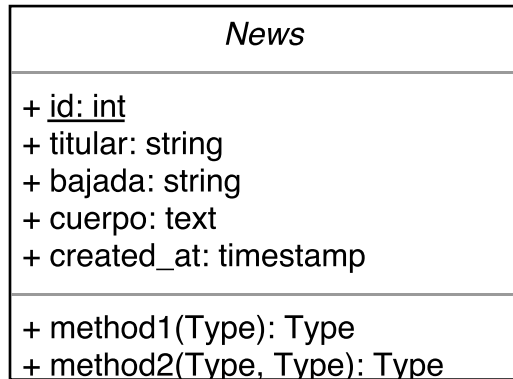 News
+ id: int
+ titular: string
+ bajada: string
+ cuerpo: text
+ created_at: timestamp
+ method1(Type): Type
+ method2(Type, Type): Type